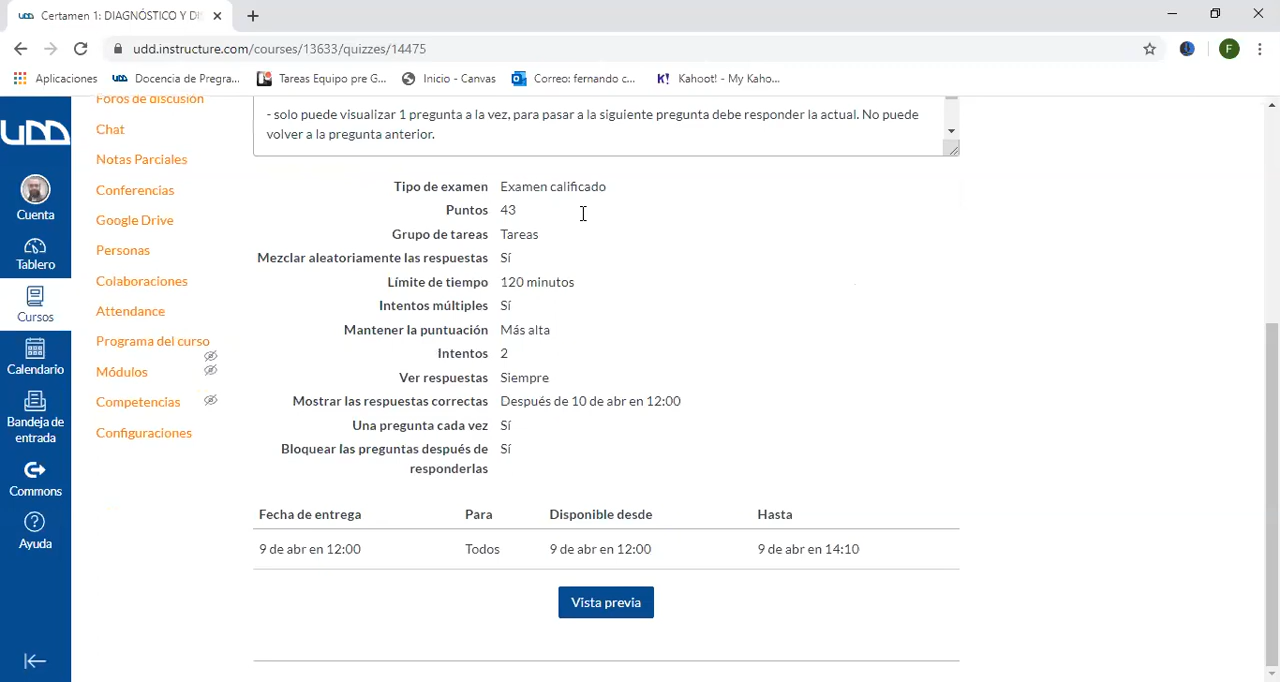 UDD Certamen 1: DIAGNÓSTICO Y DI
udd.instructure.com/courses/13633/quizzes/14475
F
Aplicaciones UDD Docencia de Pregra... Tareas Equipo pre G... Inicio - Canvas Correo: fernando c... K! Kahoot! - My Kaho...
UDD
Cuenta
Tablero
Cursos
Calendario
Bandeja de
entrada
Commons
Ayuda
Foros de discusión
Chat
Notas Parciales
Conferencias
Google Drive
Personas
Colaboraciones
Attendance
Programa del curso
Módulos
Competencias
Configuraciones
- solo puede visualizar 1 pregunta a la vez, para pasar a la siguiente pregunta debe responder la actual. No puede
volver a la pregunta anterior.
Tipo de examen Examen calificado
Puntos 43
Grupo de tareas Tareas
Mezclar aleatoriamente las respuestas Sí
Límite de tiempo 120 minutos
Intentos múltiples Sí
Mantener la puntuación Más alta
Intentos 2
Ver respuestas Siempre
Mostrar las respuestas correctas Después de 10 de abr en 12:00
Una pregunta cada vez Sí
Bloquear las preguntas después de Sí
responderlas
Fecha de entrega Para Disponible desde Hasta
9 de abr en 12:00 Todos 9 de abr en 12:00 9 de abr en 14:10
Vista previa